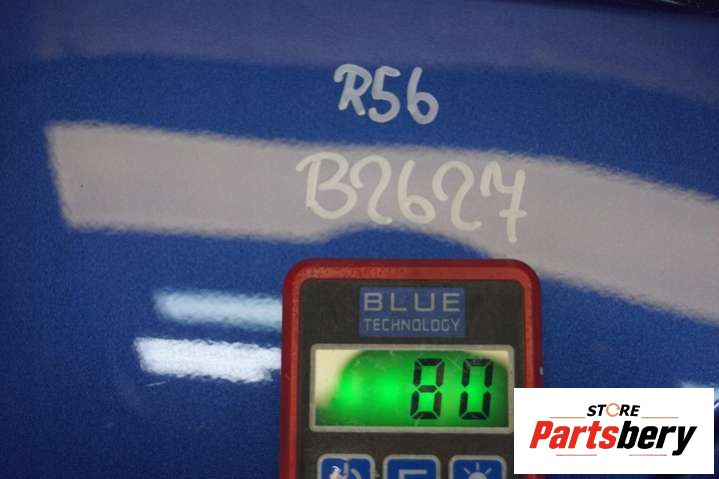 R56
B2627
BLUE
TECHNOLOGY
80
STORE
Partsbery